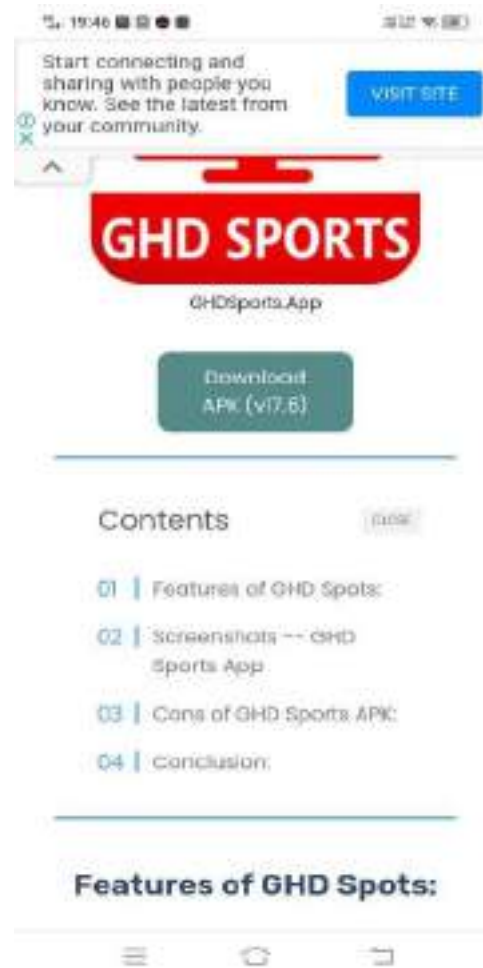 19:46
Start connecting and
sharing with people you
know. See the latest from
your community.
VISIT SITE
GHD SPORTS
GHDSports.App
Download
APK (v17.6)
Contents
CLOSE
01 Features of GHD Spots:
02 Screenshots -- GHD
Sports App
03 Cons of GHD Sports APK:
04 Conclusion:
Features of GHD Spots: